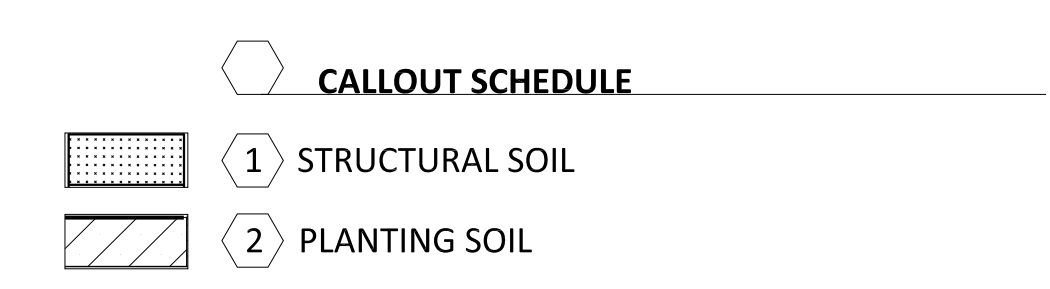 CALLOUT SCHEDULE
1 STRUCTURAL SOIL
2 PLANTING SOIL